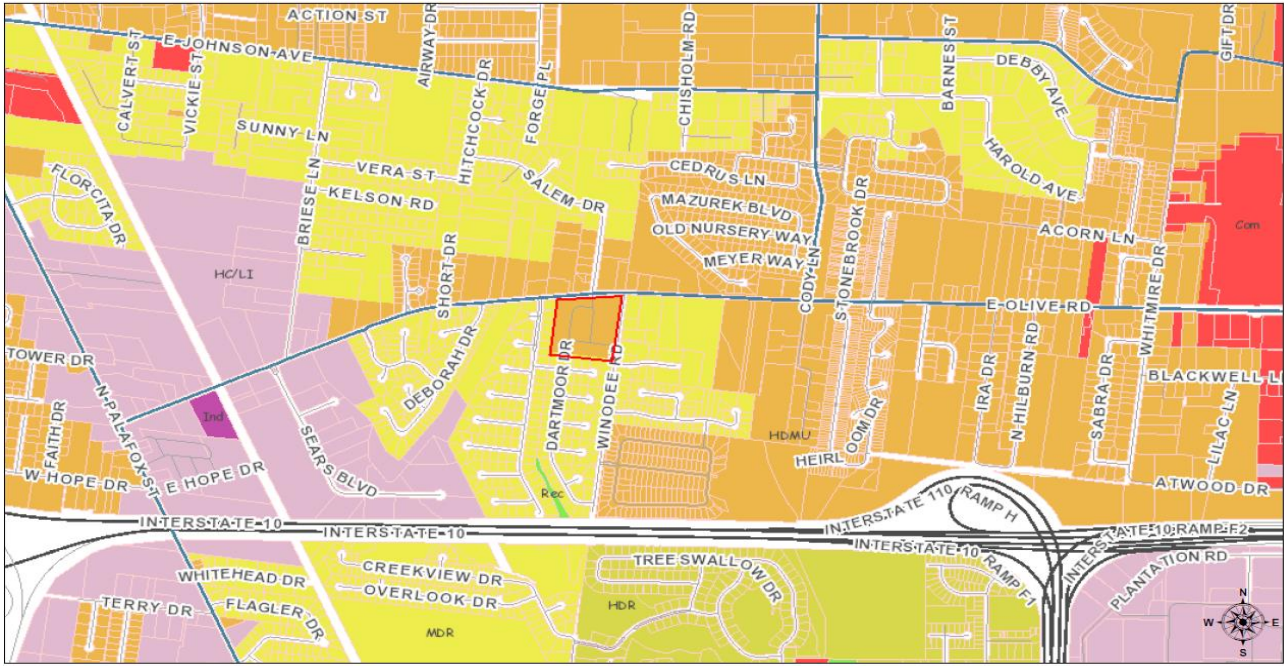 ACTION ST
E JOHNSON AVE
CALVERT ST
VICKIE ST
AIRWAY DR
HITCHCOCK DR
FORGE PL
CHISHOLM RD
BARNES ST
DEBBY AVE
GIFT DR
SUNNY LN
VERA ST
KELSON RD
SALEM DR
CEDRUS LN
MAZUREK BLVD
OLD NURSERY WAY
MEYER WAY
HAROLD AVE
ACORN LN
Com
FLORCITA DR
BRIESE LN
HC/LI
SHORT DR
CODY LN
STONEBROOK DR
E OLIVE RD
WHITMIRE DR
TOWER DR
N PALAFOX ST
DEBORAH DR
DARTMOOR DR
WINODEE RD
IRA DR
N HILBURN RD
SABRA DR
BLACKWELL L
LILAC LN
Ind
FAITH DR
W HOPE DR
E HOPE DR
SEARS BLVD
Rec
HDMU
HEIRLOOM DR
ATWOOD DR
INTERSTATE 10
INTERSTATE 10
INTERSTATE 110
RAMP H
INTERSTATE 10
RAMP F1
INTERSTATE 10 RAMP F2
PLANTATION RD
WHITEHEAD DR
TERRY DR
FLAGLER DR
CREEKVIEW DR
OVERLOOK DR
MDR
TREE SWALLOW DR
HDR
N
W
E
S